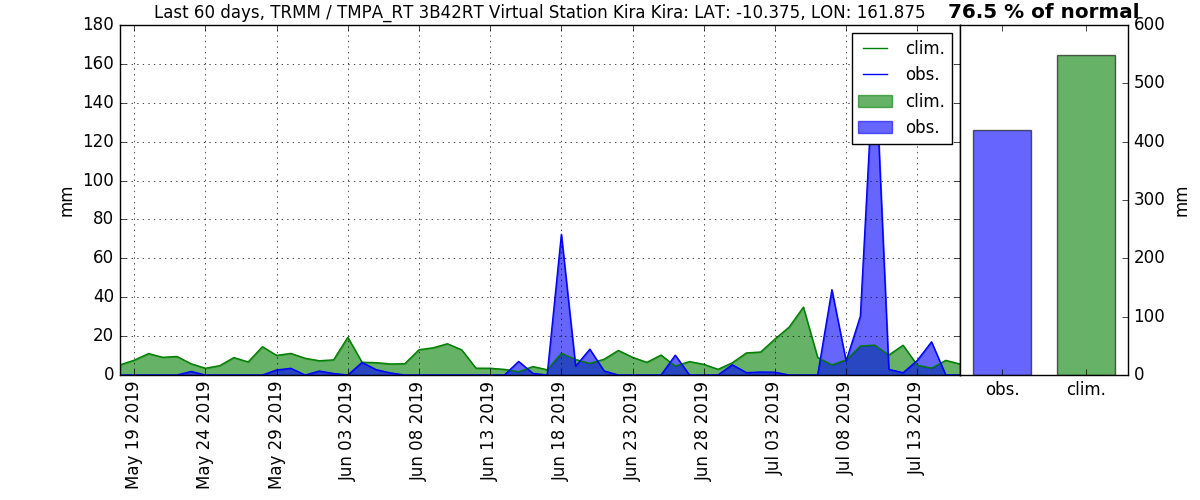 Last 60 days, TRMM / TMPA_RT 3B42RT Virtual Station Kira Kira: LAT: -10.375, LON: 161.875
76.5 % of normal
180
160
140
120
100
80
60
40
20
0
mm
clim.
obs.
clim.
obs.
May 19 2019
May 24 2019
May 29 2019
Jun 03 2019
Jun 08 2019
Jun 13 2019
Jun 18 2019
Jun 23 2019
Jun 28 2019
Jul 03 2019
Jul 08 2019
Jul 13 2019
600
500
400
300
200
100
0
mm
obs.
clim.